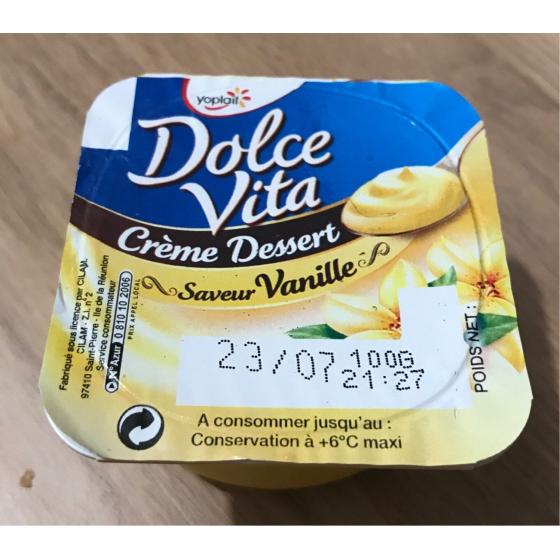 yoplait
Dolce
Vita
Crème Dessert
Saveur Vanille
Fabriqué sous licence par CILAM.
CILAM - Z.I. n°2
97410 Saint-Pierre - Ile de la Réunion
Service consommateur
N° Azur 0 810 10 2006
PRIX APPEL LOCAL
23/07 100G
21:27
POIDS NET :
A consommer jusqu'au :
Conservation à +6°C maxi